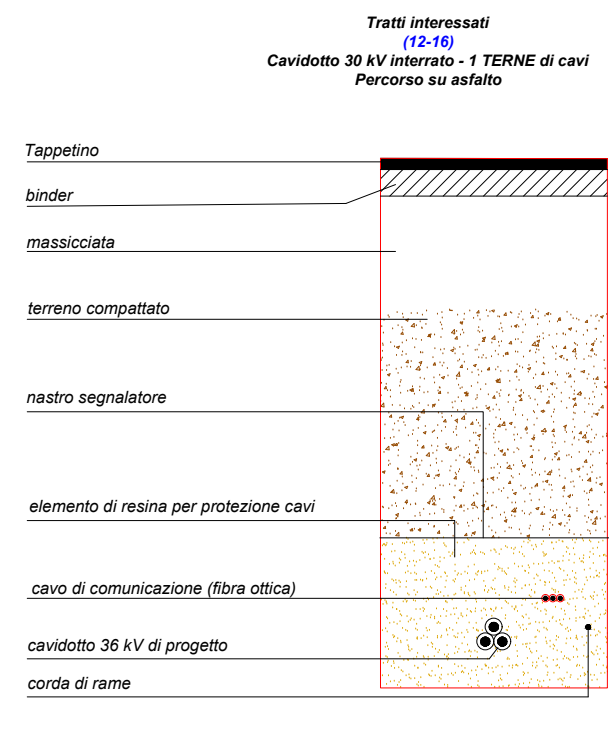 Tratti interessati
(12-16)
Cavidotto 30 kV interrato - 1 TERNE di cavi
Percorso su asfalto
Tappetino
binder
massicciata
terreno compattato
nastro segnalatore
elemento di resina per protezione cavi
cavo di comunicazione (fibra ottica)
cavidotto 36 kV di progetto
corda di rame